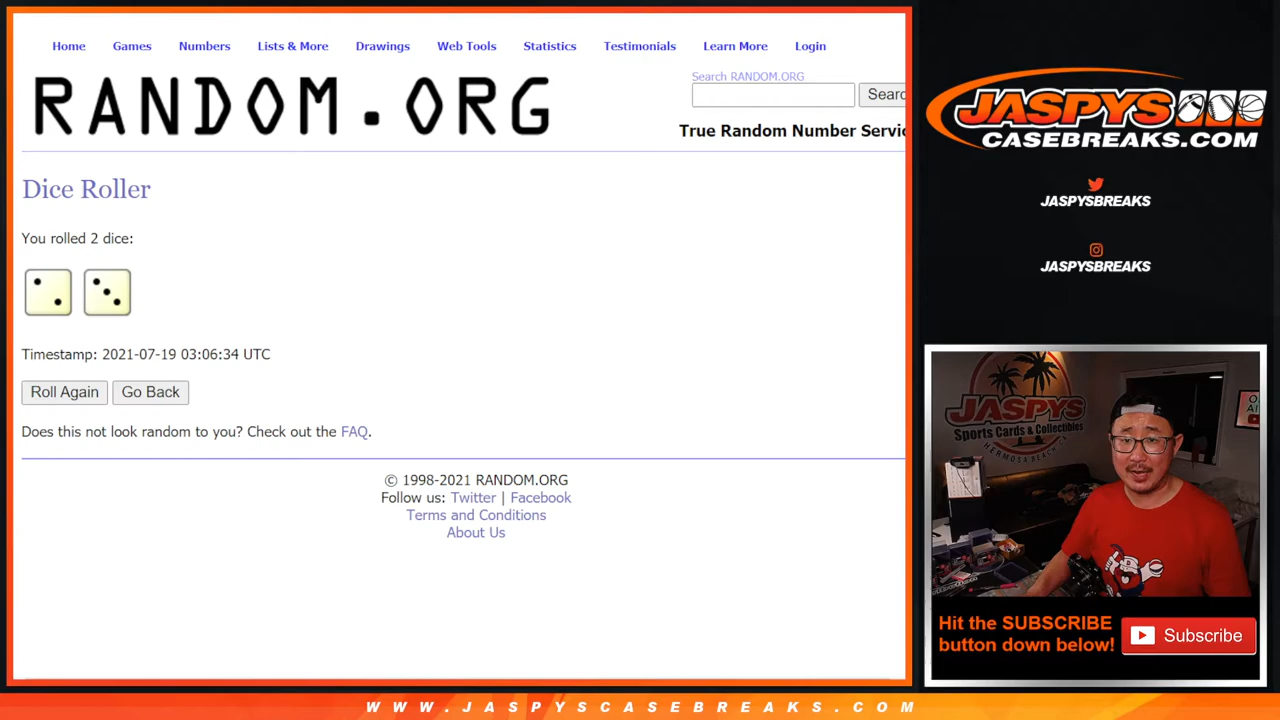 Home Games Numbers Lists & More Drawings Web Tools Statistics Testimonials Learn More Login
RANDOM.ORG
Search RANDOM.ORG
Searc
True Random Number Servic
Dice Roller
You rolled 2 dice:
Timestamp: 2021-07-19 03:06:34 UTC
Roll Again Go Back
Does this not look random to you? Check out the FAQ.
© 1998-2021 RANDOM.ORG
Follow us: Twitter | Facebook
Terms and Conditions
About Us
JASPYS
CASEBREAKS.COM
JASPYSBREAKS
JASPYSBREAKS
JASPYS
Sports Cards & Collectibles
HERMOSA BEACH
Hit the SUBSCRIBE
button down below!
Subscribe
WWW.JASPYSCASEBREAKS.COM